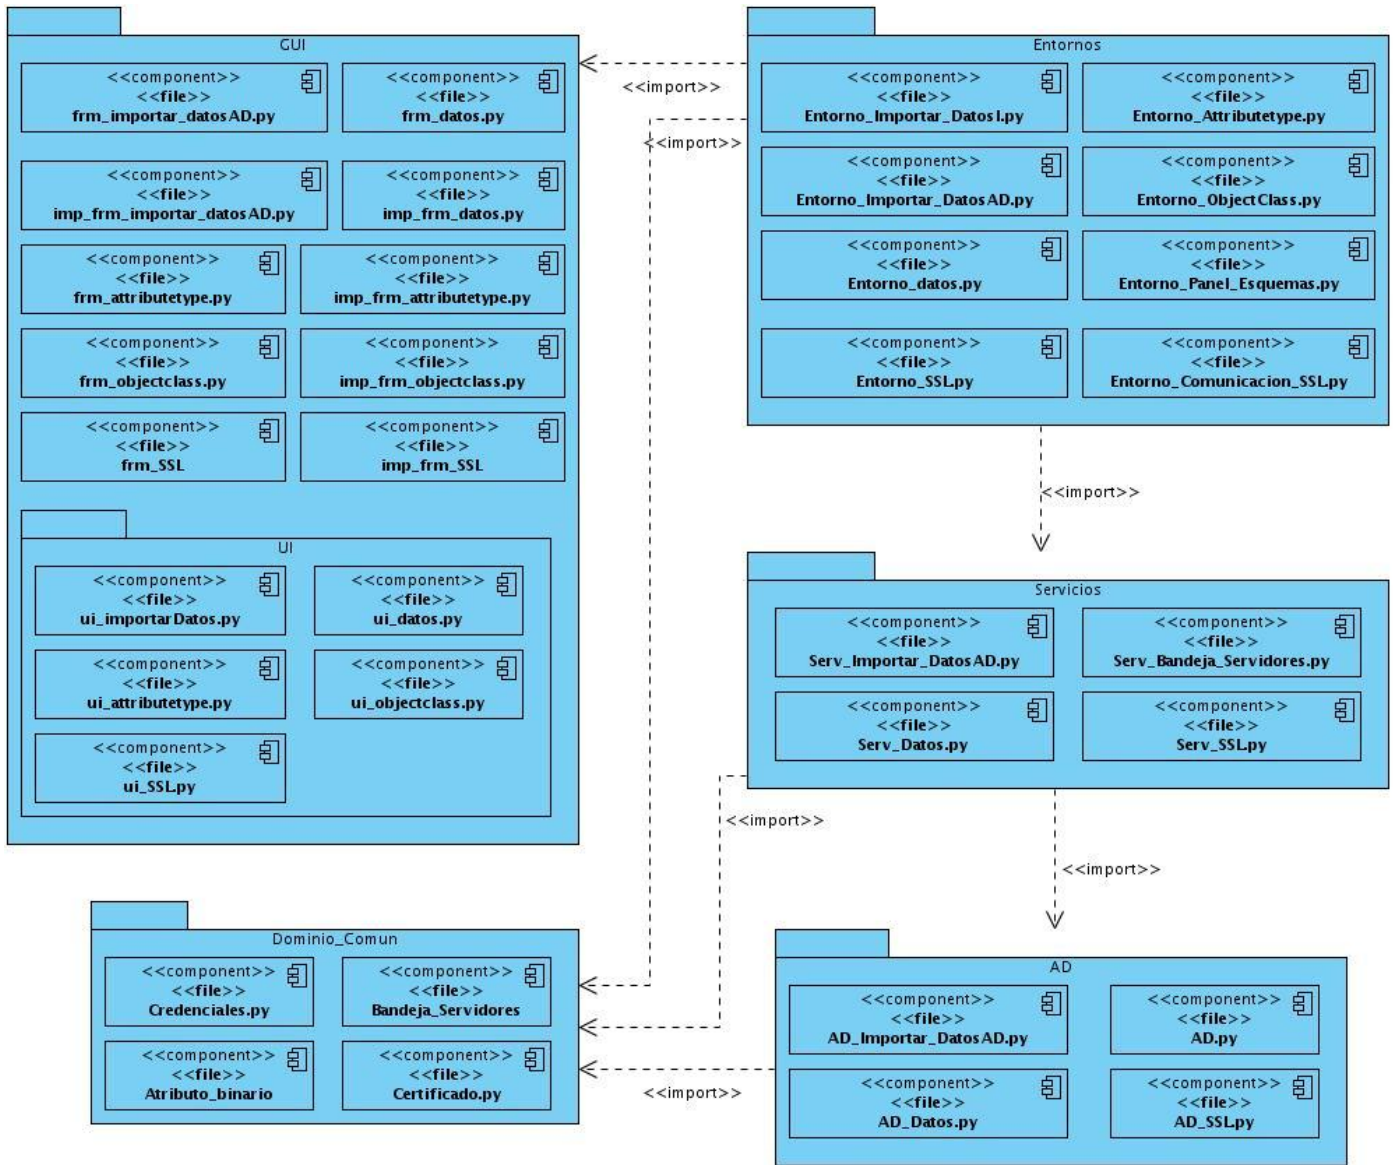 GUI
<<component>>
<<file>>
frm_importar_datosAD.py
<<component>>
<<file>>
frm_datos.py
<<component>>
<<file>>
imp_frm_importar_datosAD.py
<<component>>
<<file>>
imp_frm_datos.py
<<component>>
<<file>>
frm_attributetype.py
<<component>>
<<file>>
imp_frm_attributetype.py
<<component>>
<<file>>
frm_objectclass.py
<<component>>
<<file>>
imp_frm_objectclass.py
<<component>>
<<file>>
frm_SSL
<<component>>
<<file>>
imp_frm_SSL
UI
<<component>>
<<file>>
ui_importarDatos.py
<<component>>
<<file>>
ui_datos.py
<<component>>
<<file>>
ui_attributetype.py
<<component>>
<<file>>
ui_objectclass.py
<<component>>
<<file>>
ui_SSL.py
<<import>>
<<import>>
Entornos
<<component>>
<<file>>
Entorno_Importar_DatosI.py
<<component>>
<<file>>
Entorno_Attributetype.py
<<component>>
<<file>>
Entorno_Importar_DatosAD.py
<<component>>
<<file>>
Entorno_ObjectClass.py
<<component>>
<<file>>
Entorno_datos.py
<<component>>
<<file>>
Entorno_Panel_Esquemas.py
<<component>>
<<file>>
Entorno_SSL.py
<<component>>
<<file>>
Entorno_Comunicacion_SSL.py
<<import>>
Servicios
<<component>>
<<file>>
Serv_Importar_DatosAD.py
<<component>>
<<file>>
Serv_Bandeja_Servidores.py
<<component>>
<<file>>
Serv_Datos.py
<<component>>
<<file>>
Serv_SSL.py
<<import>>
<<import>>
Dominio_Comun
<<component>>
<<file>>
Credenciales.py
<<component>>
<<file>>
Bandeja_Servidores
<<component>>
<<file>>
Atributo_binario
<<component>>
<<file>>
Certificado.py
<<import>>
AD
<<component>>
<<file>>
AD_Importar_DatosAD.py
<<component>>
<<file>>
AD.py
<<component>>
<<file>>
AD_Datos.py
<<component>>
<<file>>
AD_SSL.py